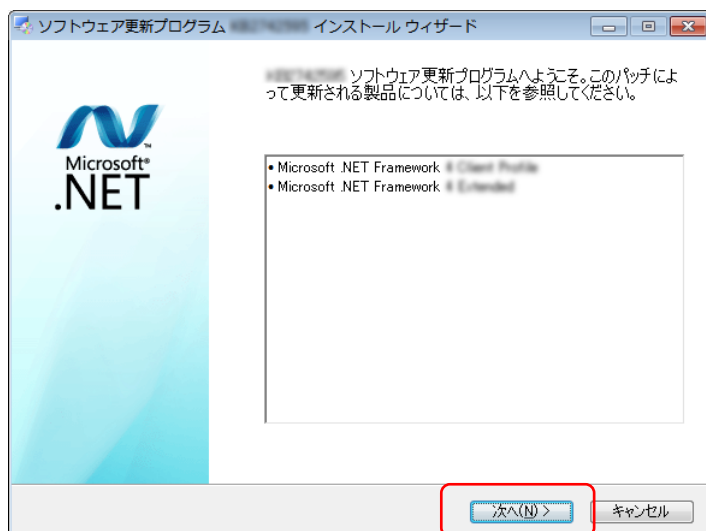 ソフトウェア更新プログラム インストール ウィザード
ソフトウェア更新プログラムへようこそ。このパッチによ
って更新される製品については、以下を参照してください。
Microsoft®
.NET
• Microsoft .NET Framework
• Microsoft .NET Framework
次へ(N) >
キャンセル